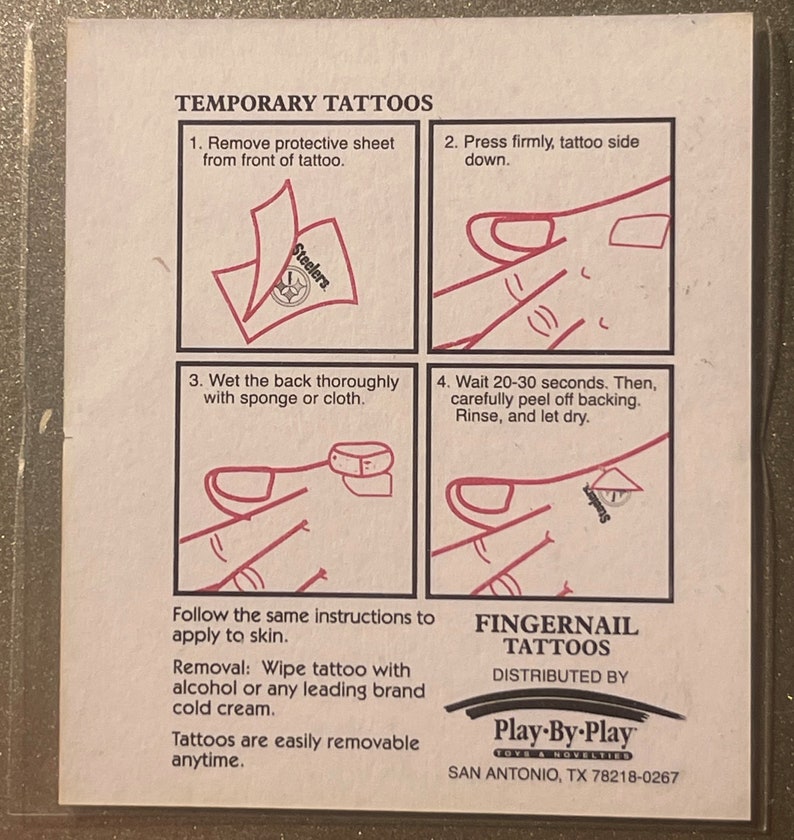 TEMPORARY TATTOOS
1. Remove protective sheet
from front of tattoo.
Steelers
2. Press firmly, tattoo side
down.
3. Wet the back thoroughly
with sponge or cloth.
4. Wait 20-30 seconds. Then,
carefully peel off backing.
Rinse, and let dry.
Steelers
Follow the same instructions to
apply to skin.
Removal: Wipe tattoo with
alcohol or any leading brand
cold cream.
Tattoos are easily removable
anytime.
FINGERNAIL
TATTOOS
DISTRIBUTED BY
Play·By·Play
TOYS & NOVELTIES
SAN ANTONIO, TX 78218-0267